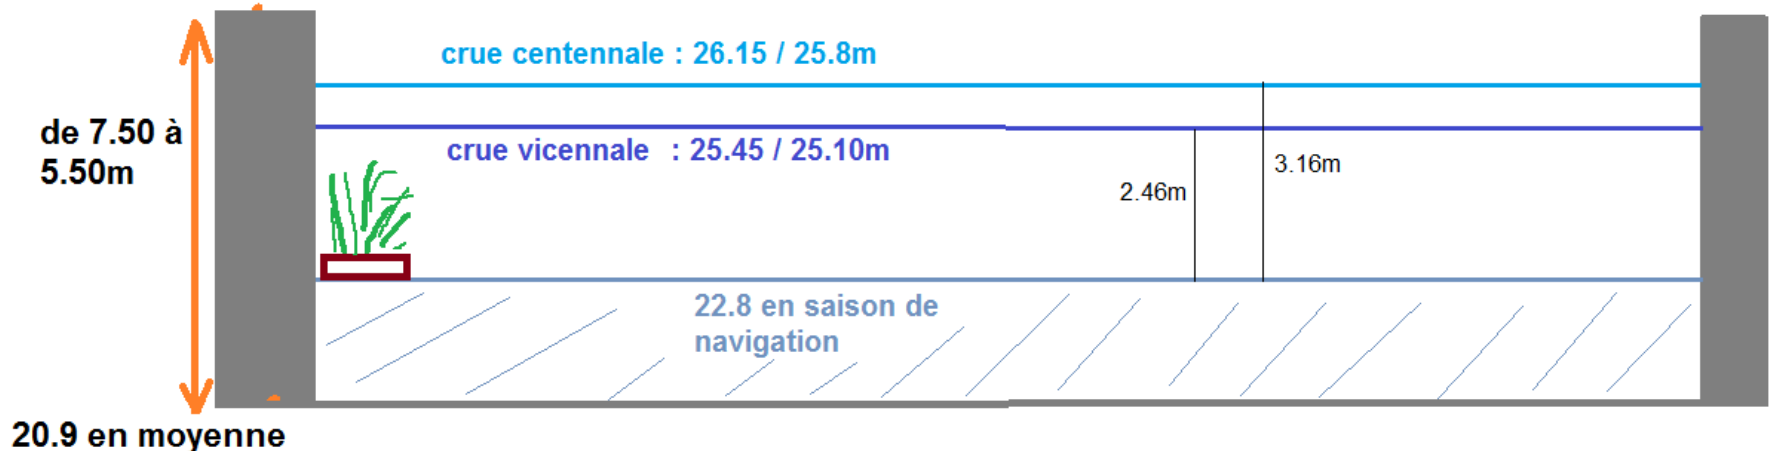 crue centennale : 26.15 / 25.8m
de 7.50 à
5.50m
crue vicennale : 25.45 / 25.10m
3.16m
2.46m
22.8 en saison de
navigation
20.9 en moyenne